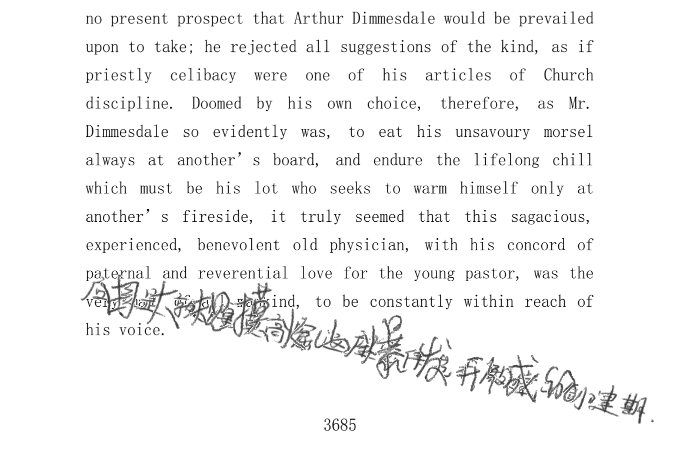 no present prospect that Arthur Dimmesdale would be prevailed
upon to take; he rejected all suggestions of the kind, as if
priestly celibacy were one of his articles of Church
discipline. Doomed by his own choice, therefore, as Mr.
Dimmesdale so evidently was, to eat his unsavoury morsel
always at another's board, and endure the lifelong chill
which must be his lot who seeks to warm himself only at
another's fireside, it truly seemed that this sagacious,
experienced, benevolent old physician, with his concord of
paternal and reverential love for the young pastor, was the
very mankind, to be constantly within reach of
his voice.
3685